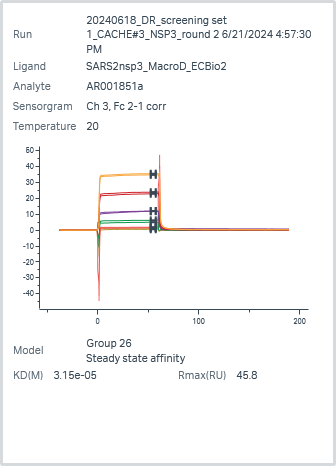 Run 20240618_DR_screening set
1_CACHE#3_NSP3_round 2 6/21/2024 4:57:30
PM
Ligand SARS2nsp3_MacroD_ECBio2
Analyte AR001851a
Sensorgram Ch 3, Fc 2-1 corr
Temperature 20
60
50
40
30
20
10
0
-10
-20
-30
-40
0 100 200
Model Group 26
Steady state affinity
KD(M) 3.15e-05 Rmax(RU) 45.8